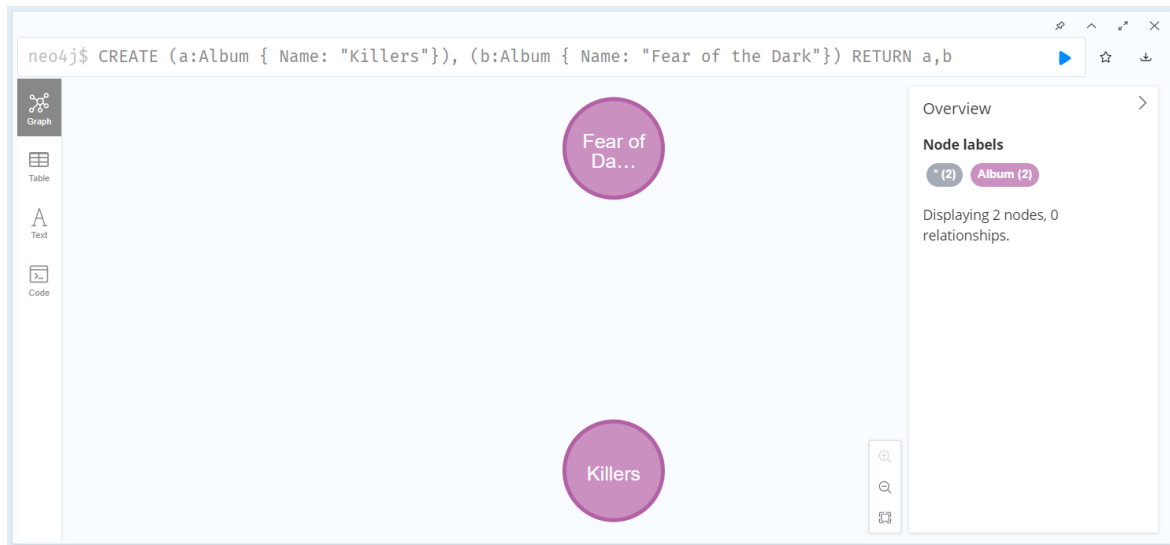 neo4j$ CREATE (a:Album { Name: "Killers"}), (b:Album { Name: "Fear of the Dark"}) RETURN a,b
Graph
Table
Text
Code
Fear of
Da…
Killers
Overview
Node labels
* (2) Album (2)
Displaying 2 nodes, 0
relationships.